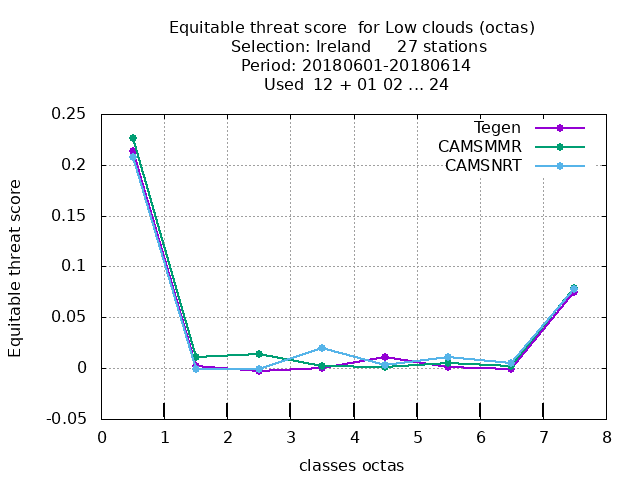 Equitable threat score  for Low clouds (octas)
Selection: Ireland     27 stations
Period: 20180601-20180614
Used  12 + 01 02 ... 24
Tegen
CAMSMMR
CAMSNRT
Equitable threat score
0.25
0.2
0.15
0.1
0.05
0
-0.05
0 1 2 3 4 5 6 7 8
classes octas